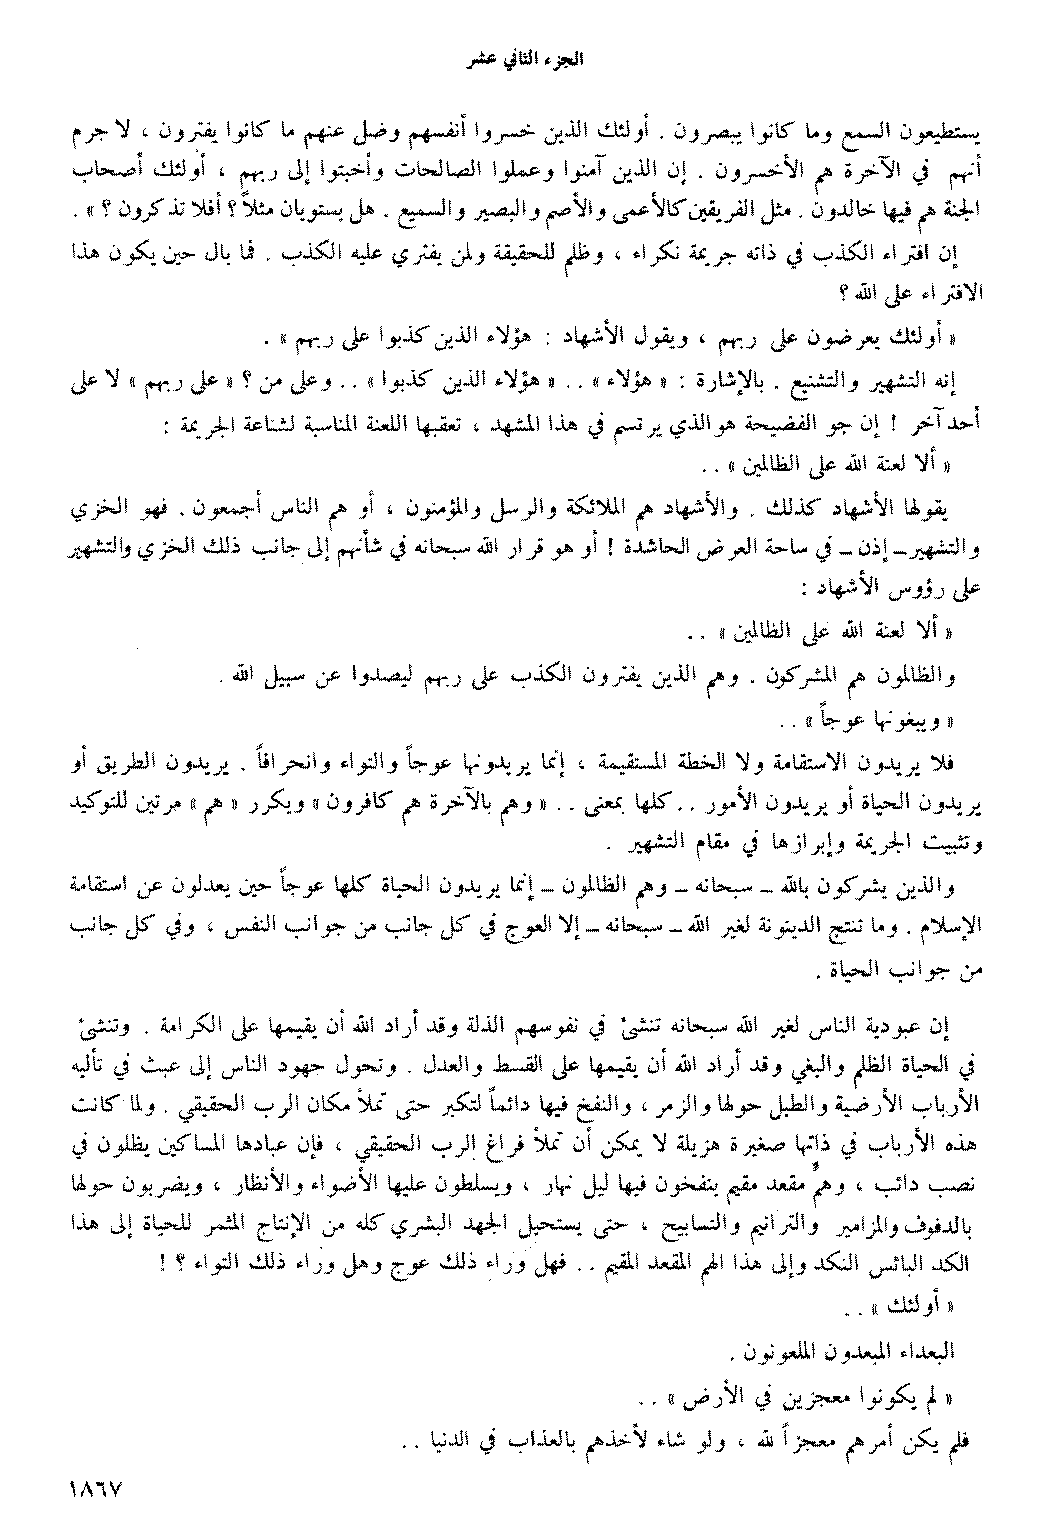 الجزء الثاني عشر
يستطيعون السمع وما كانوا يبصرون . أولئك الذين خسروا أنفسهم وضل عنهم ما كانوا يفترون ، لا جرم
أنهم في الآخرة هم الأخسرون . إن الذين آمنوا وعملوا الصالحات وأخبتوا إلى ربهم ، أولئك أصحاب
الجنة هم فيها خالدون . مثل الفريقين كالأعمى والأصم والبصير والسميع . هل يستويان مثلاً ؟ أفلا تذكرون ؟ » .
إن افتراء الكذب في ذاته جريمة نكراء ، وظلم للحقيقة ولمن يفتري عليه الكذب . فما بال حين يكون هذا
الافتراء على الله ؟
« أولئك يعرضون على ربهم ، ويقول الأشهاد : هؤلاء الذين كذبوا على ربهم » .
إنه التشهير والتشنيع . بالإشارة : « هؤلاء » .. « هؤلاء الذين كذبوا » .. وعلى من ؟ « على ربهم » لا على
أحد آخر ! إن جو الفضيحة هو الذي يرتسم في هذا المشهد ، تعقبها اللعنة المناسبة لشناعة الجريمة :
« ألا لعنة الله على الظالمين » ..
يقولها الأشهاد كذلك . والأشهاد هم الملائكة والرسل والمؤمنون ، أو هم الناس أجمعون . فهو الخزي
والتشهير – إذن – في ساحة العرض الحاشدة ! أو هو قرار الله سبحانه في شأنهم إلى جانب ذلك الخزي والتشهير
على رؤوس الأشهاد :
« ألا لعنة الله على الظالمين » ..
والظالمون هم المشركون . وهم الذين يفترون الكذب على ربهم ليصدوا عن سبيل الله .
« ويبغونها عوجاً » ..
فلا يريدون الاستقامة ولا الخطة المستقيمة ، إنما يريدونها عوجاً والتواء وانحرافاً . يريدون الطريق أو
يريدون الحياة أو يريدون الأمور .. كلها بمعنى .. « وهم بالآخرة هم كافرون » ويكرر « هم » مرتين للتوكيد
وتثبيت الجريمة وإبرازها في مقام التشهير .
والذين يشركون بالله – سبحانه – وهم الظالمون – إنما يريدون الحياة كلها عوجاً حين يعدلون عن استقامة
الإسلام . وما تنتج الدينونة لغير الله – سبحانه – إلا العوج في كل جانب من جوانب النفس ، وفي كل جانب
من جوانب الحياة .
إن عبودية الناس لغير الله سبحانه تنشئ في نفوسهم الذلة وقد أراد الله أن يقيمها على الكرامة . وتنشئ
في الحياة الظلم والبغي وقد أراد الله أن يقيمها على القسط والعدل . وتحول جهود الناس إلى عبث في تأليه
الأرباب الأرضية والطبل حولها والزمر ، والنفخ فيها دائماً لتكبر حتى تملأ مكان الرب الحقيقي . ولما كانت
هذه الأرباب في ذاتها صغيرة هزيلة لا يمكن أن تملأ فراغ الرب الحقيقي ، فإن عبادها المساكين يظلون في
نصب دائب ، وهمٍّ مقعد مقيم ينفخون فيها ليل نهار ، ويسلطون عليها الأضواء والأنظار ، ويضربون حولها
بالدفوف والمزامير والترانيم والتسابيح ، حتى يستحيل الجهد البشري كله من الإنتاج المثمر للحياة إلى هذا
الكد البائس النكد وإلى هذا الهم المقعد المقيم .. فهل وراء ذلك عوج وهل وراء ذلك التواء ؟ !
« أولئك » ..
البعداء المبعدون الملعونون .
« لم يكونوا معجزين في الأرض » ..
فلم يكن أمرهم معجزاً لله ، ولو شاء لأخذهم بالعذاب في الدنيا ..
١٨٦٧